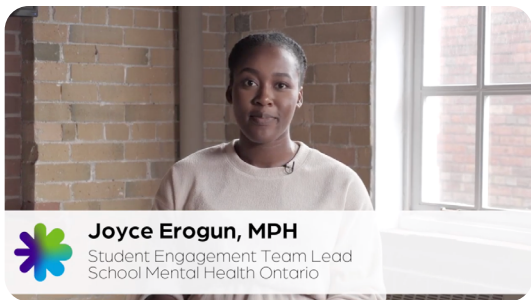 Joyce Erogun, MPH
Student Engagement Team Lead
School Mental Health Ontario